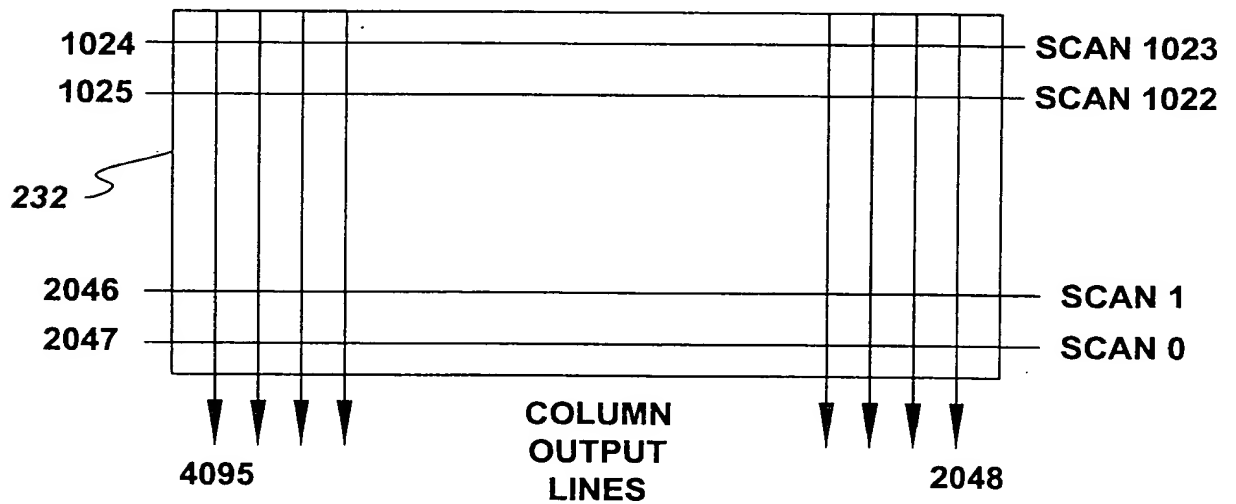 1024 SCAN 1023
1025 SCAN 1022
232
2046 SCAN 1
2047 SCAN 0
COLUMN
OUTPUT
LINES
4095 2048